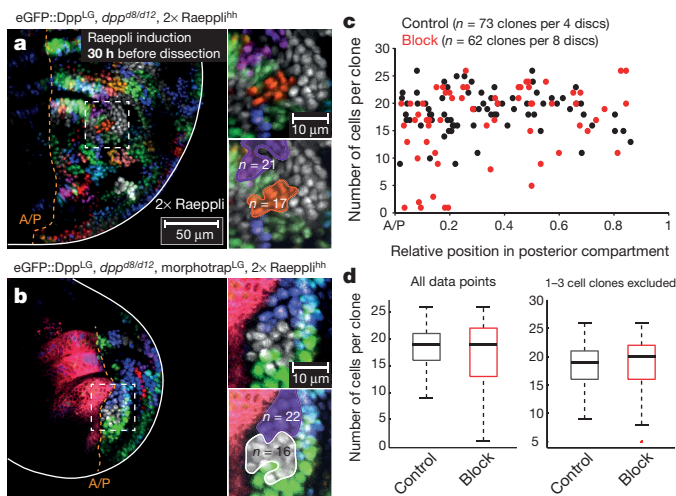 eGFP::Dpp^LG, dpp^d8/d12, 2× Raeppli^hh
a
Raeppli induction
30 h before dissection
A/P
2× Raeppli
50 μm
10 μm
n = 21
n = 17
eGFP::Dpp^LG, dpp^d8/d12, morphotrap^LG, 2× Raeppli^hh
b
A/P
10 μm
n = 22
n = 16
c
Control (n = 73 clones per 4 discs)
Block (n = 62 clones per 8 discs)
Number of cells per clone
30
25
20
15
10
5
0
A/P
0.2
0.4
0.6
0.8
1
Relative position in posterior compartment
d
All data points
1–3 cell clones excluded
Number of cells per clone
25
20
15
10
5
0
Control
Block
30
25
20
15
10
5
Control
Block